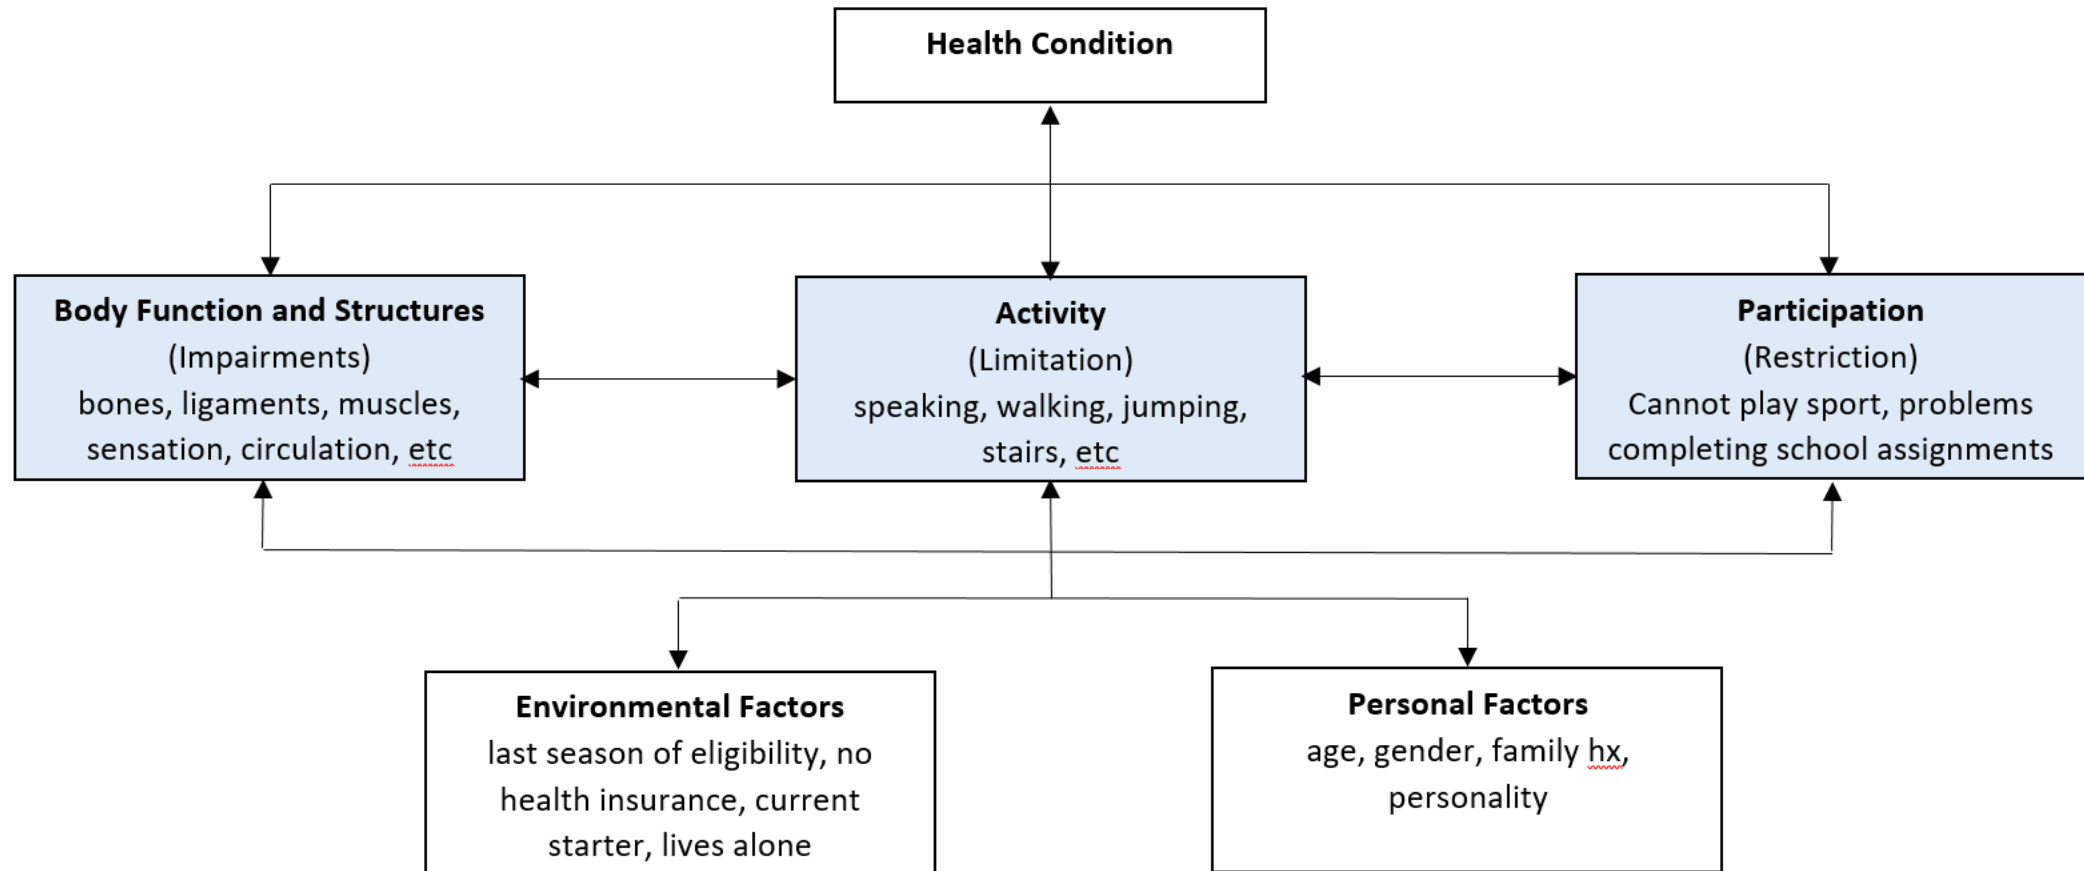 Health Condition
Body Function and Structures
(Impairments)
bones, ligaments, muscles,
sensation, circulation, etc
Activity
(Limitation)
speaking, walking, jumping,
stairs, etc
Participation
(Restriction)
Cannot play sport, problems
completing school assignments
Environmental Factors
last season of eligibility, no
health insurance, current
starter, lives alone
Personal Factors
age, gender, family hx,
personality